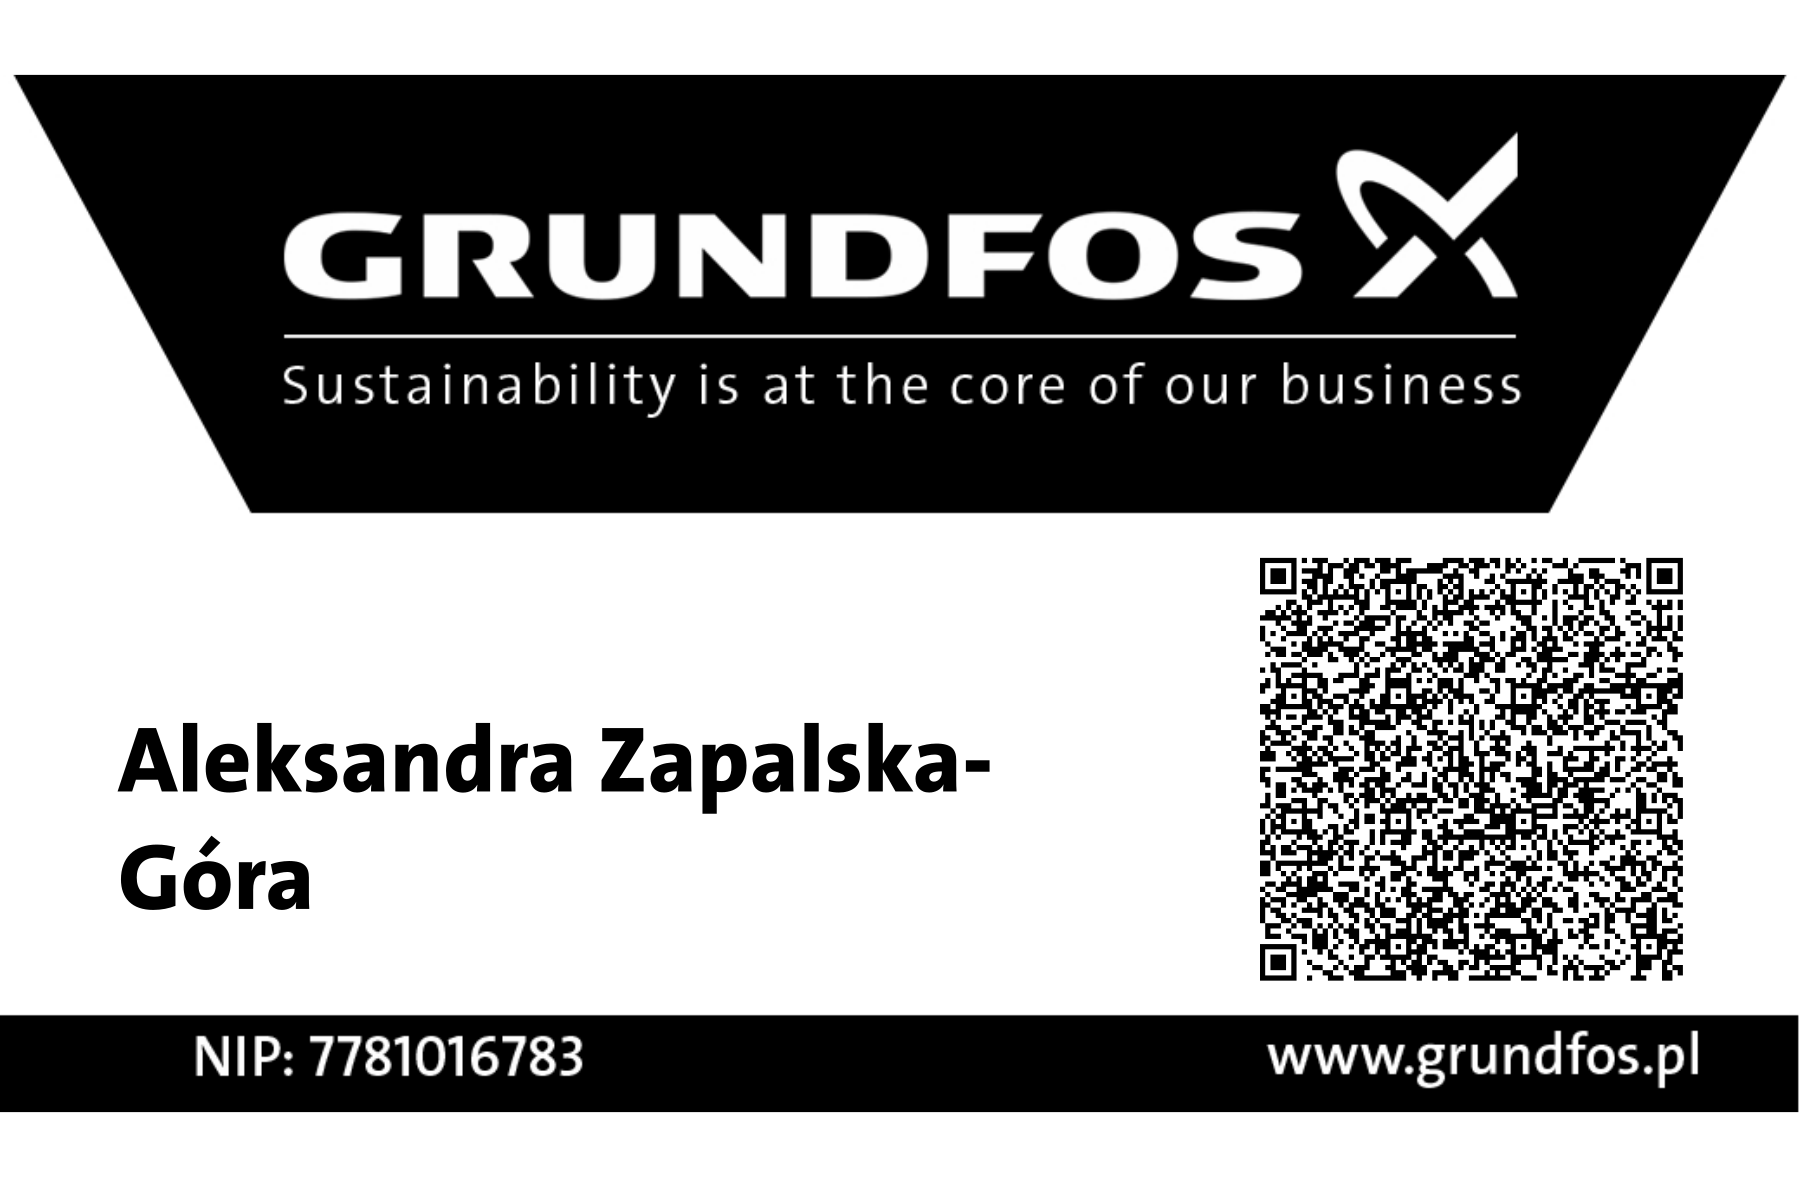 GRUNDFOS
Sustainability is at the core of our business
Aleksandra Zapalska-
Góra
NIP: 7781016783
www.grundfos.pl